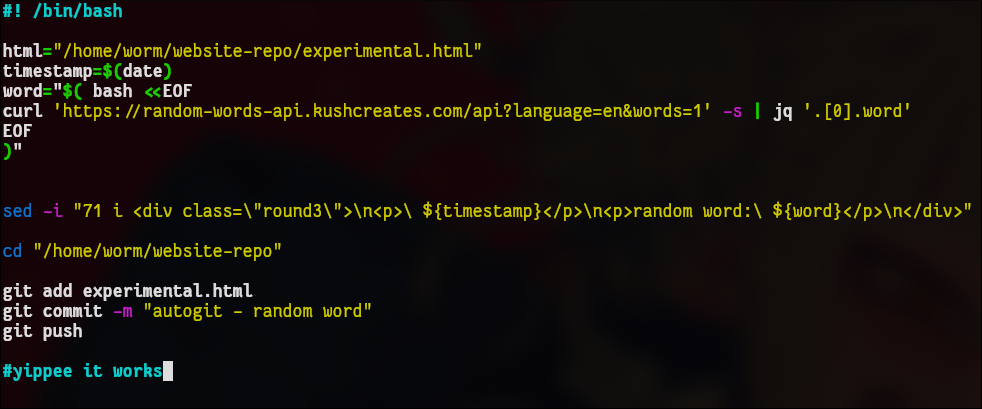 #! /bin/bash
html="/home/worm/website-repo/experimental.html"
timestamp=$(date)
word="$( bash <<EOF
curl 'https://random-words-api.kushcreates.com/api?language=en&words=1' -s | jq '.[0].word'
EOF
)"
sed -i "71 i <div class=\"round3\">\n<p>\ ${timestamp}</p>\n<p>random word:\ ${word}</p>\n</div>"
cd "/home/worm/website-repo"
git add experimental.html
git commit -m "autogit - random word"
git push
#yippee it works